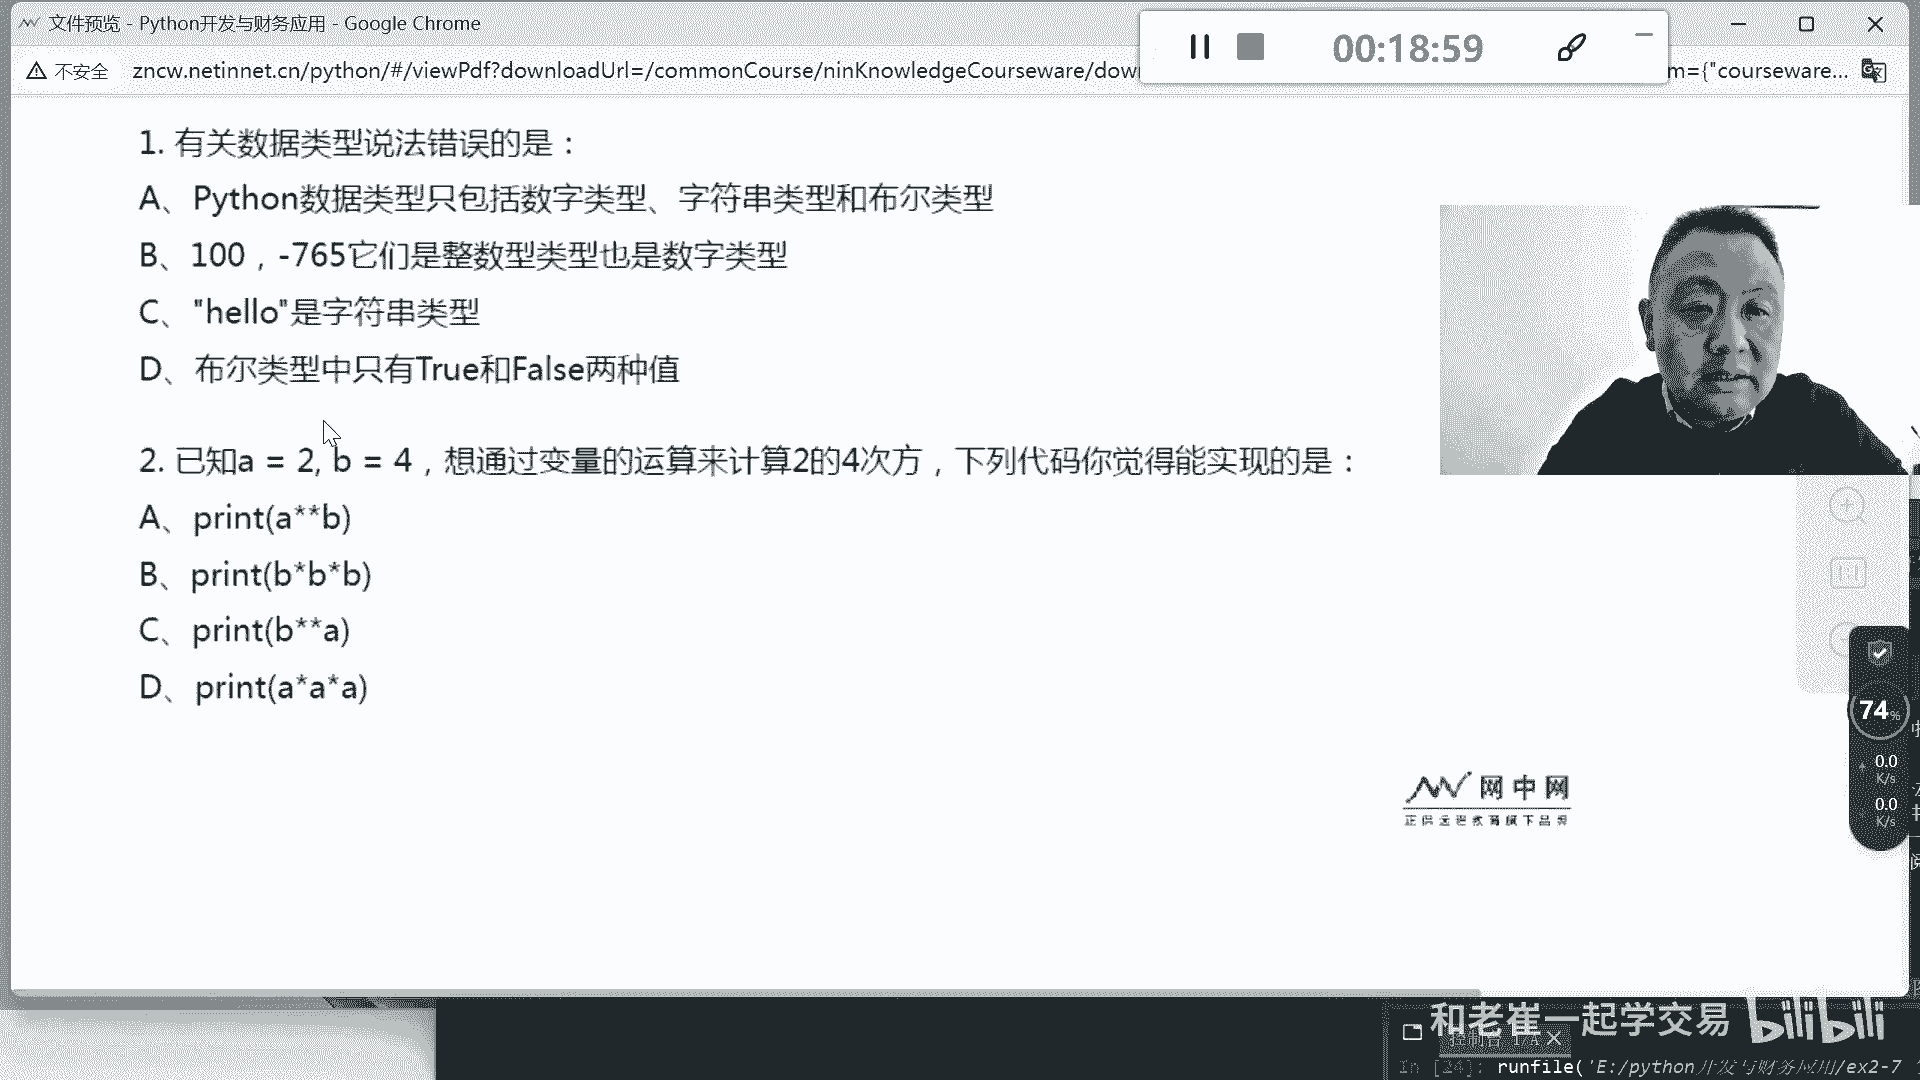 文件预览 - Python开发与财务应用 - Google Chrome
00:18:59
不安全
zncw.netinnet.cn/python/#/viewPdf?downloadUrl=/commonCourse/ninKnowledgeCourseware/dow
m={"courseware...
1. 有关数据类型说法错误的是：
A、Python数据类型只包括数字类型、字符串类型和布尔类型
B、100，-765它们是整数型类型也是数字类型
C、"hello"是字符串类型
D、布尔类型中只有True和False两种值
2. 已知a = 2, b = 4，想通过变量的运算来计算2的4次方，下列代码你觉得能实现的是：
A、print(a**b)
B、print(b*b*b)
C、print(b**a)
D、print(a*a*a)
74%
0.0
K/s
0.0
K/s
网中网
正保远程教育旗下品牌
和老崔一起学交易 bilibili
控制台 1/A
In [24]: runfile('E:/python开发与财务应用/ex2-7